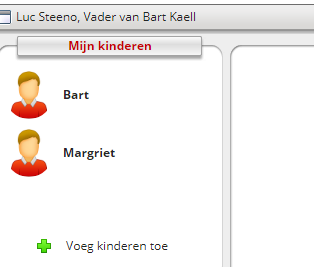 Luc Steeno, Vader van Bart Kaell
Mijn kinderen
Bart
Margriet
Voeg kinderen toe